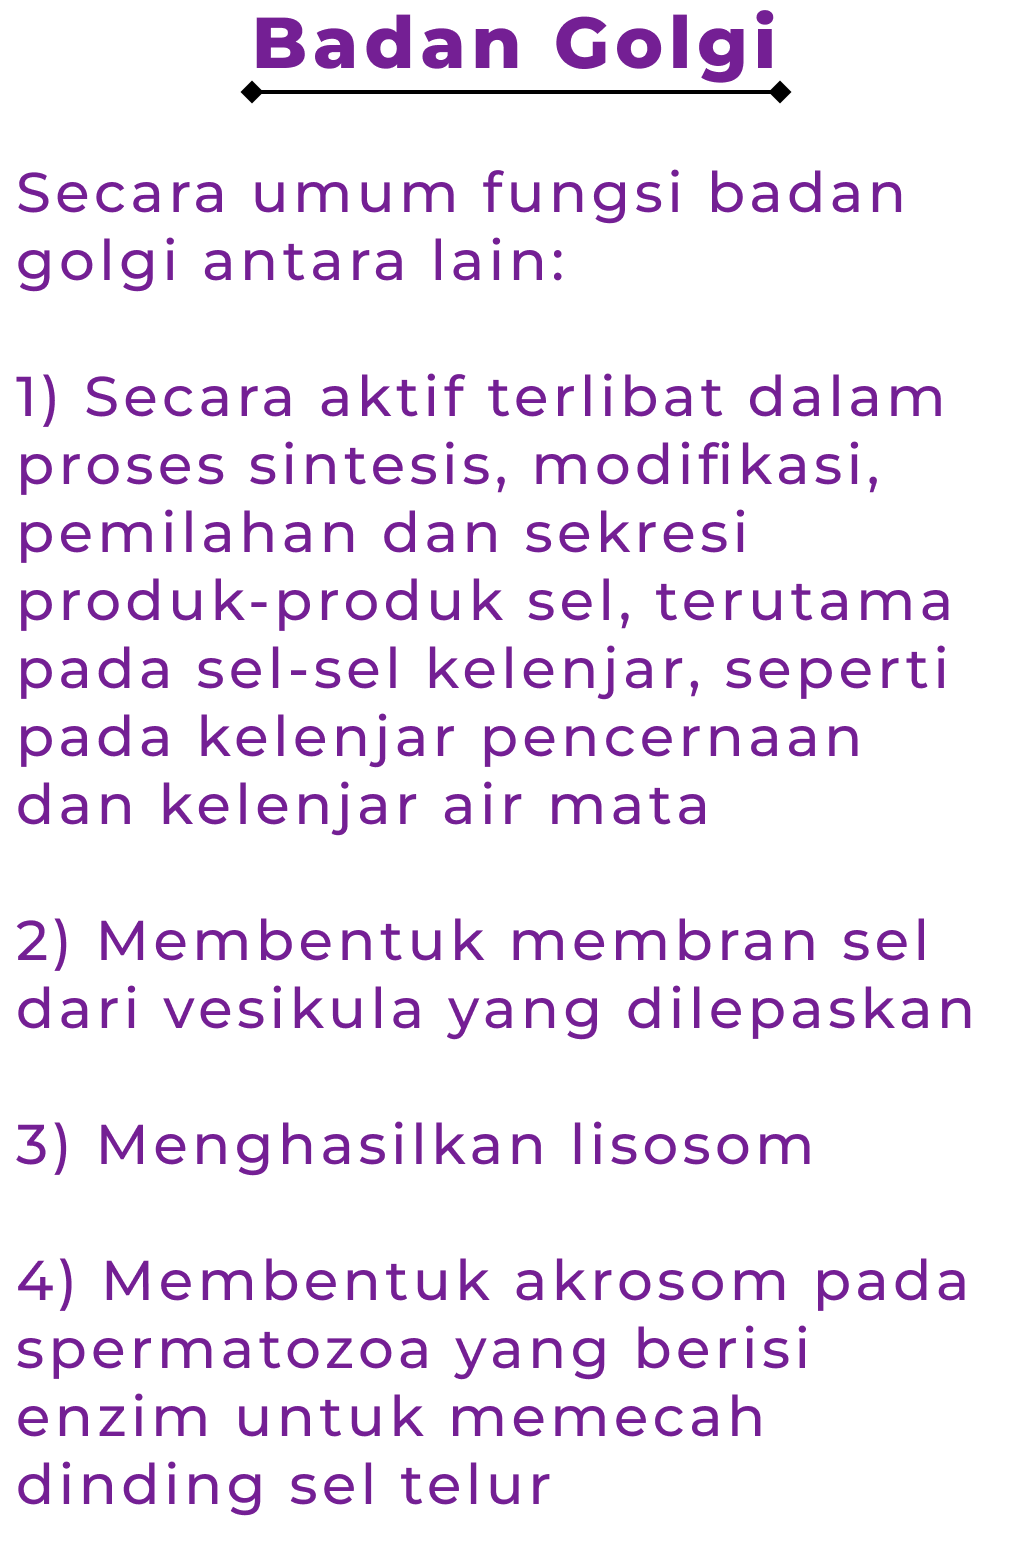 Badan Golgi
Secara umum fungsi badan
golgi antara lain:
1) Secara aktif terlibat dalam
proses sintesis, modifikasi,
pemilahan dan sekresi
produk-produk sel, terutama
pada sel-sel kelenjar, seperti
pada kelenjar pencernaan
dan kelenjar air mata
2) Membentuk membran sel
dari vesikula yang dilepaskan
3) Menghasilkan lisosom
4) Membentuk akrosom pada
spermatozoa yang berisi
enzim untuk memecah
dinding sel telur